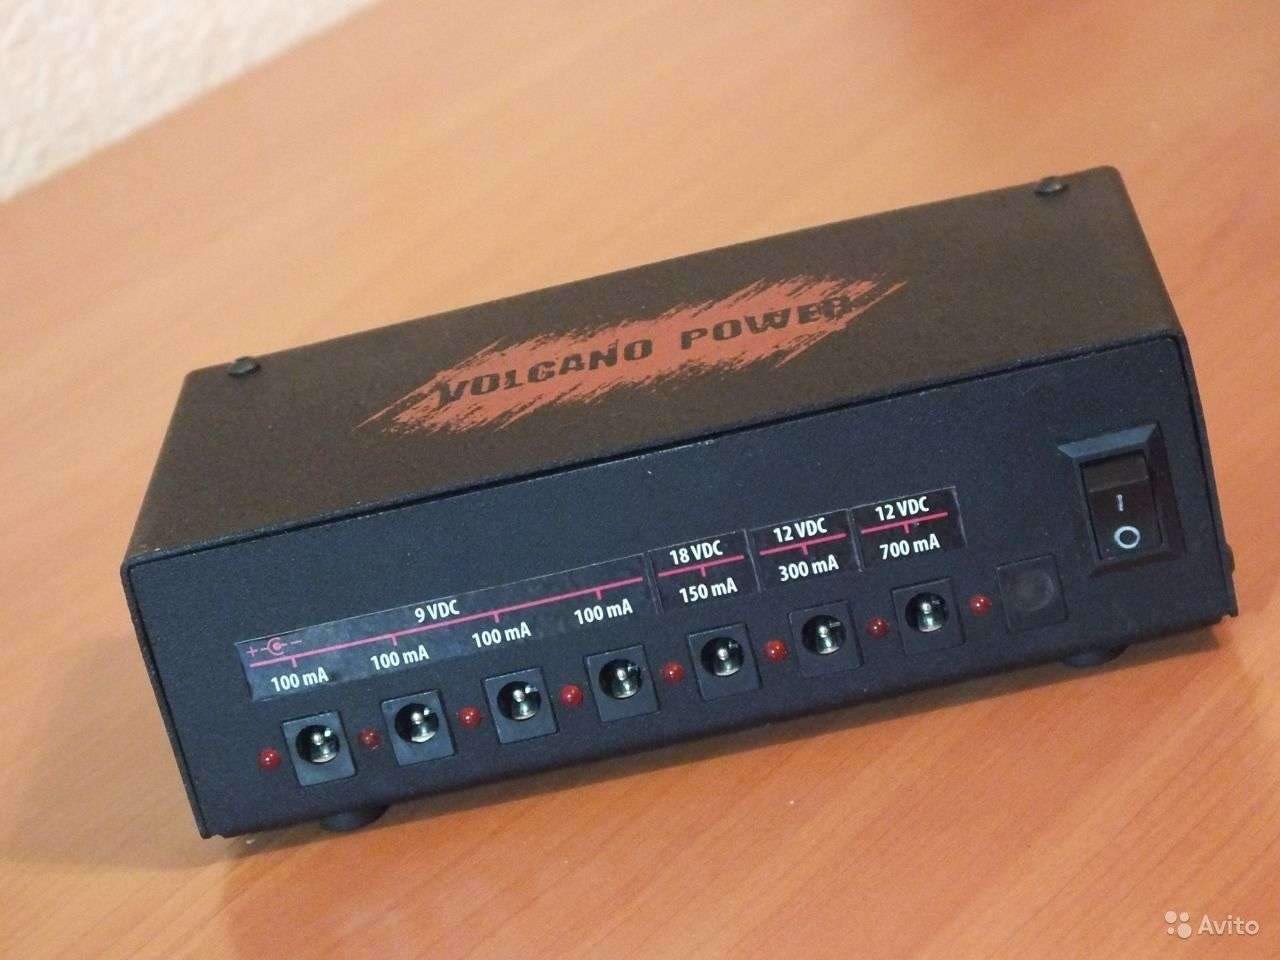 VOLCANO POWER
9 VDC
+ -
100 mA
100 mA
100 mA
100 mA
18 VDC
150 mA
12 VDC
300 mA
12 VDC
700 mA
I
O
Avito